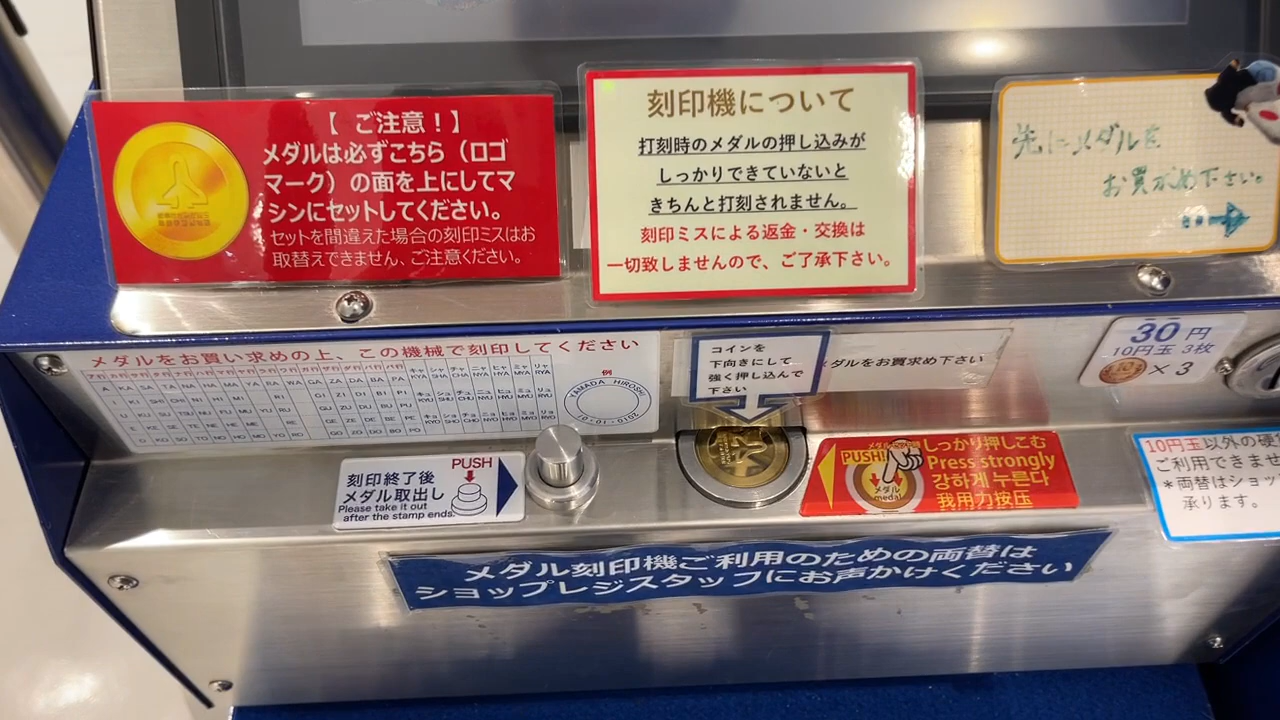 【 ご注意！】
メダルは必ずこちら（ロゴ
マーク）の面を上にしてマ
シンにセットしてください。
セットを間違えた場合の刻印ミスはお
取替えできません、ご注意ください。
刻印機について
打刻時のメダルの押し込みが
しっかりできていないと
きちんと打刻されません。
刻印ミスによる返金・交換は
一切致しませんので、ご了承下さい。
先にメダルを
お買求め下さい。
メダルをお買い求めの上、この機械で刻印してください
例
YAMADA HIROSHI
2010・10・01
コインを
下向きにして
強く押し込んで
下さい
ダルをお買求め下さい
30円
10円玉 3枚
×3
刻印終了後
メダル取出し
Please take it out
after the stamp ends.
PUSH
PUSH!
メダル
medal
しっかり押しこむ
Press strongly
강하게 누른다
我用力按压
10円玉以外の硬
ご利用できませ
＊両替はショッ
承ります。
メダル刻印機ご利用のための両替は
ショップレジスタッフにお声かけください